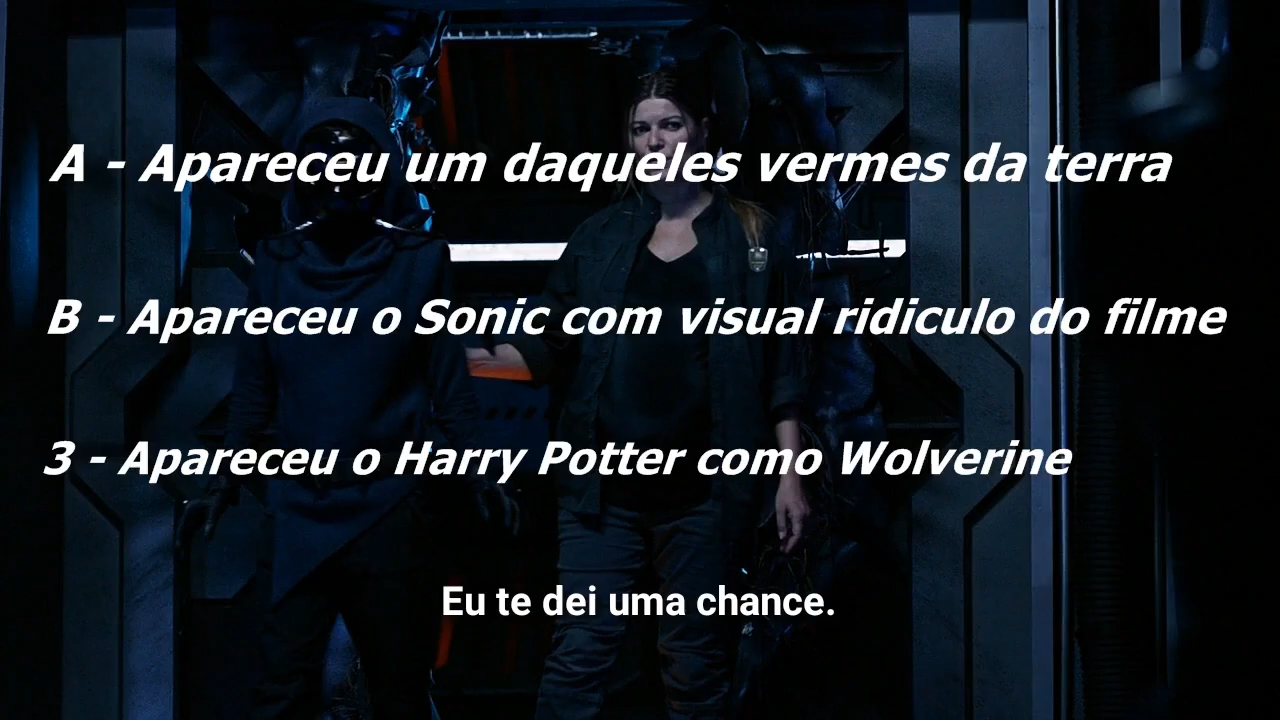 A - Apareceu um daqueles vermes da terra
B - Apareceu o Sonic com visual ridiculo do filme
3 - Apareceu o Harry Potter como Wolverine
Eu te dei uma chance.